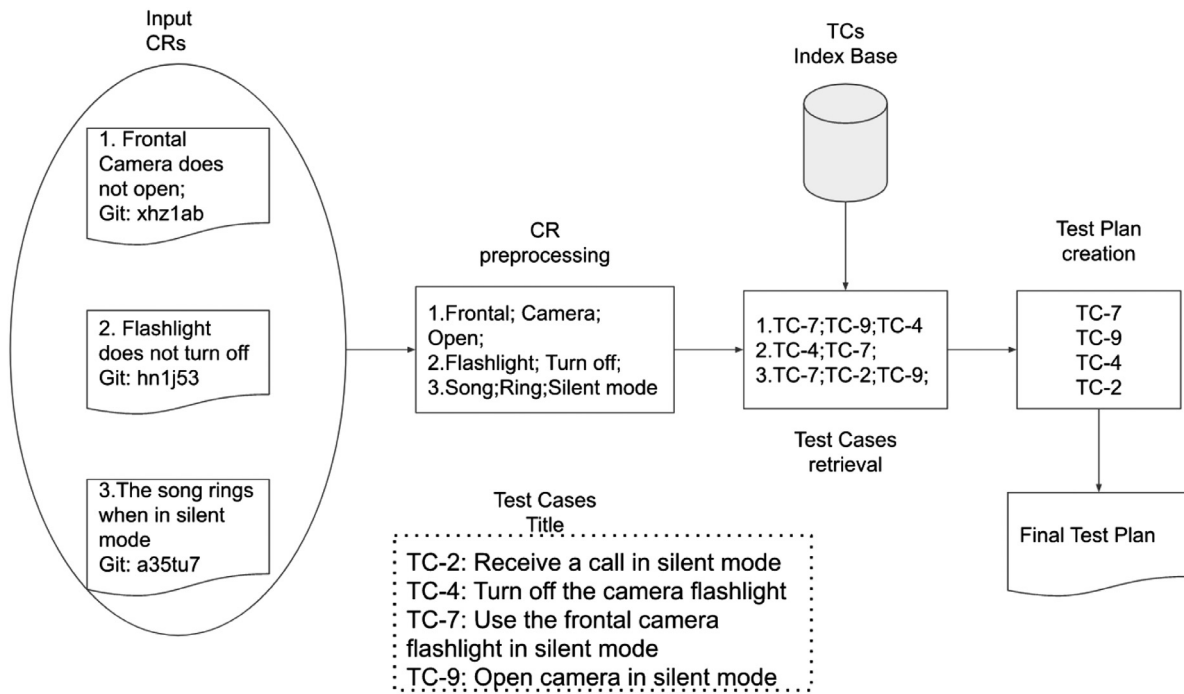 Input
CRs
1. Frontal
Camera does
not open;
Git: xhz1ab
2. Flashlight
does not turn off
Git: hn1j53
3.The song rings
when in silent
mode
Git: a35tu7
CR
preprocessing
1.Frontal; Camera;
Open;
2.Flashlight; Turn off;
3.Song;Ring;Silent mode
TCs
Index Base
1.TC-7;TC-9;TC-4
2.TC-4;TC-7;
3.TC-7;TC-2;TC-9;
Test Cases
retrieval
Test Plan
creation
TC-7
TC-9
TC-4
TC-2
Final Test Plan
Test Cases
Title
TC-2: Receive a call in silent mode
TC-4: Turn off the camera flashlight
TC-7: Use the frontal camera
flashlight in silent mode
TC-9: Open camera in silent mode